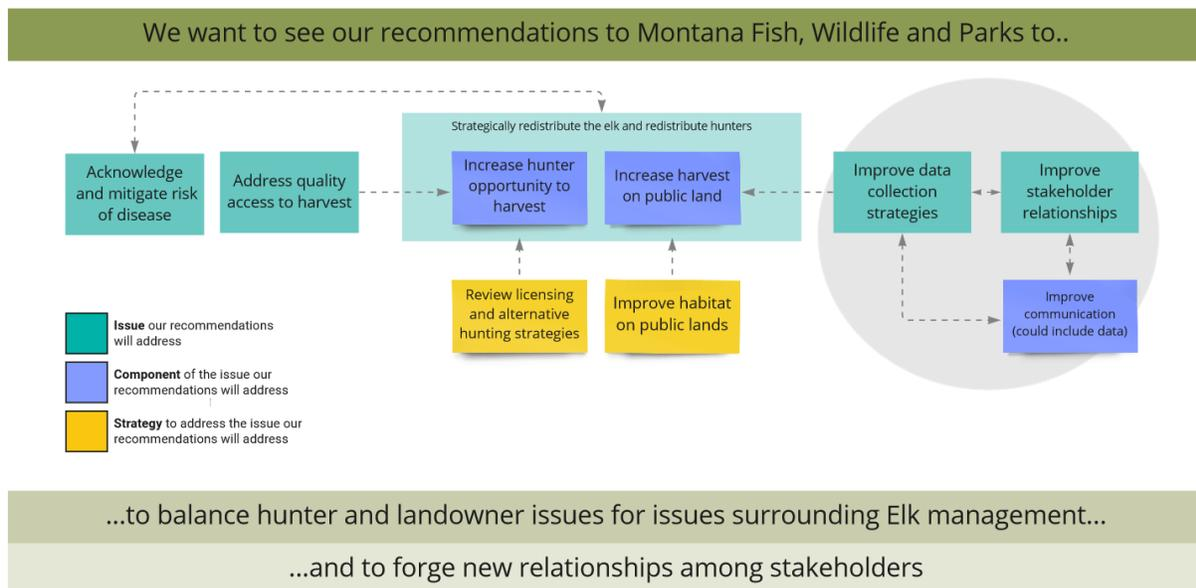 We want to see our recommendations to Montana Fish, Wildlife and Parks to..
Strategically redistribute the elk and redistribute hunters
Acknowledge
and mitigate risk
of disease
Address quality
access to harvest
Increase hunter
opportunity to
harvest
Increase harvest
on public land
Improve data
collection
strategies
Improve
stakeholder
relationships
Review licensing
and alternative
hunting strategies
Improve habitat
on public lands
Improve
communication
(could include data)
Issue our recommendations
will address
Component of the issue our
recommendations will address
Strategy to address the issue our
recommendations will address
...to balance hunter and landowner issues for issues surrounding Elk management...
...and to forge new relationships among stakeholders